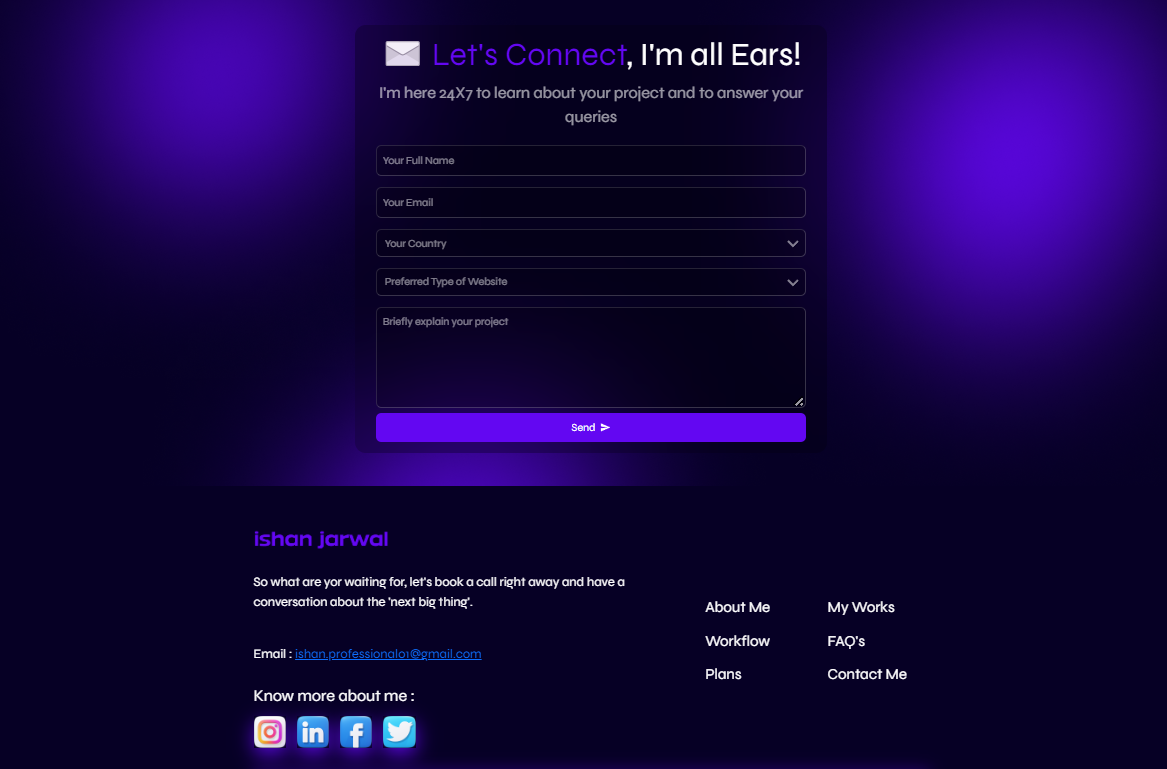 Let's Connect, I'm all Ears!
I'm here 24X7 to learn about your project and to answer your
queries
Your Full Name
Your Email
Your Country
Preferred Type of Website
Briefly explain your project
Send
ishan jarwal
So what are yor waiting for, let's book a call right away and have a
conversation about the 'next big thing'.
Email : ishan.professional01@gmail.com
Know more about me :
in
f
About Me
My Works
Workflow
FAQ's
Plans
Contact Me